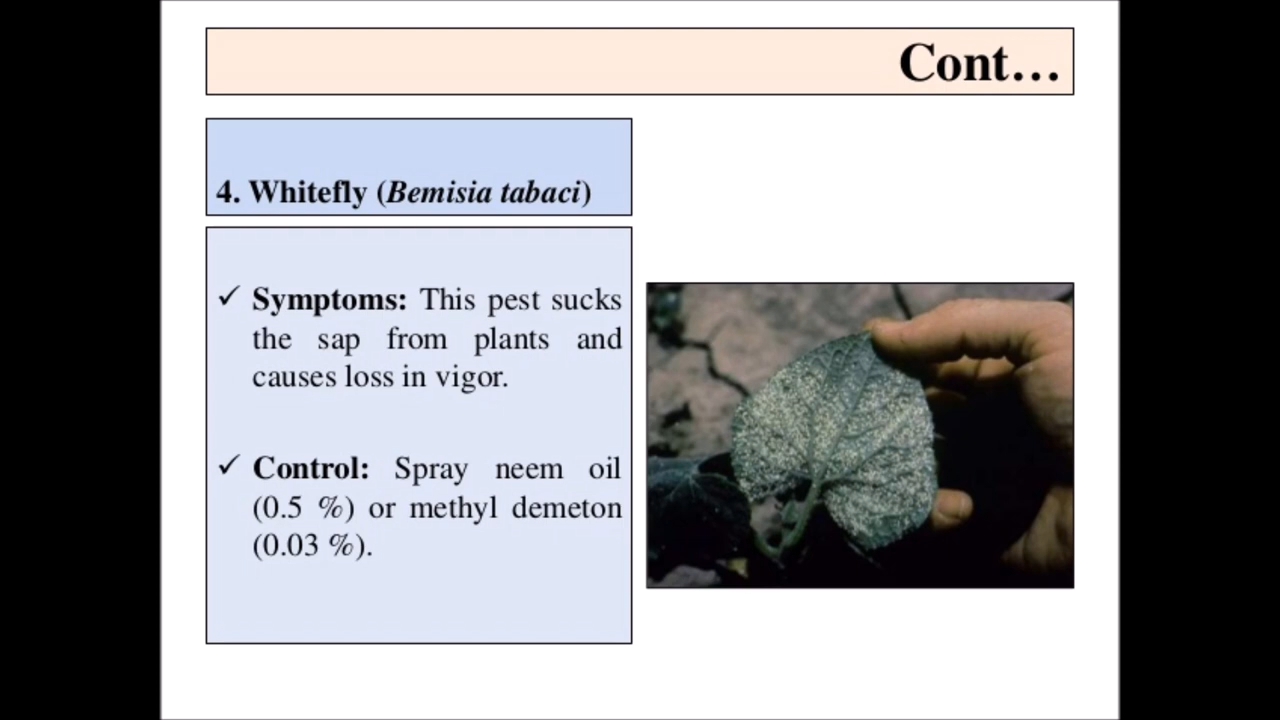 Cont…
4. Whitefly (Bemisia tabaci)
✓ Symptoms: This pest sucks
the sap from plants and
causes loss in vigor.
✓ Control: Spray neem oil
(0.5 %) or methyl demeton
(0.03 %).